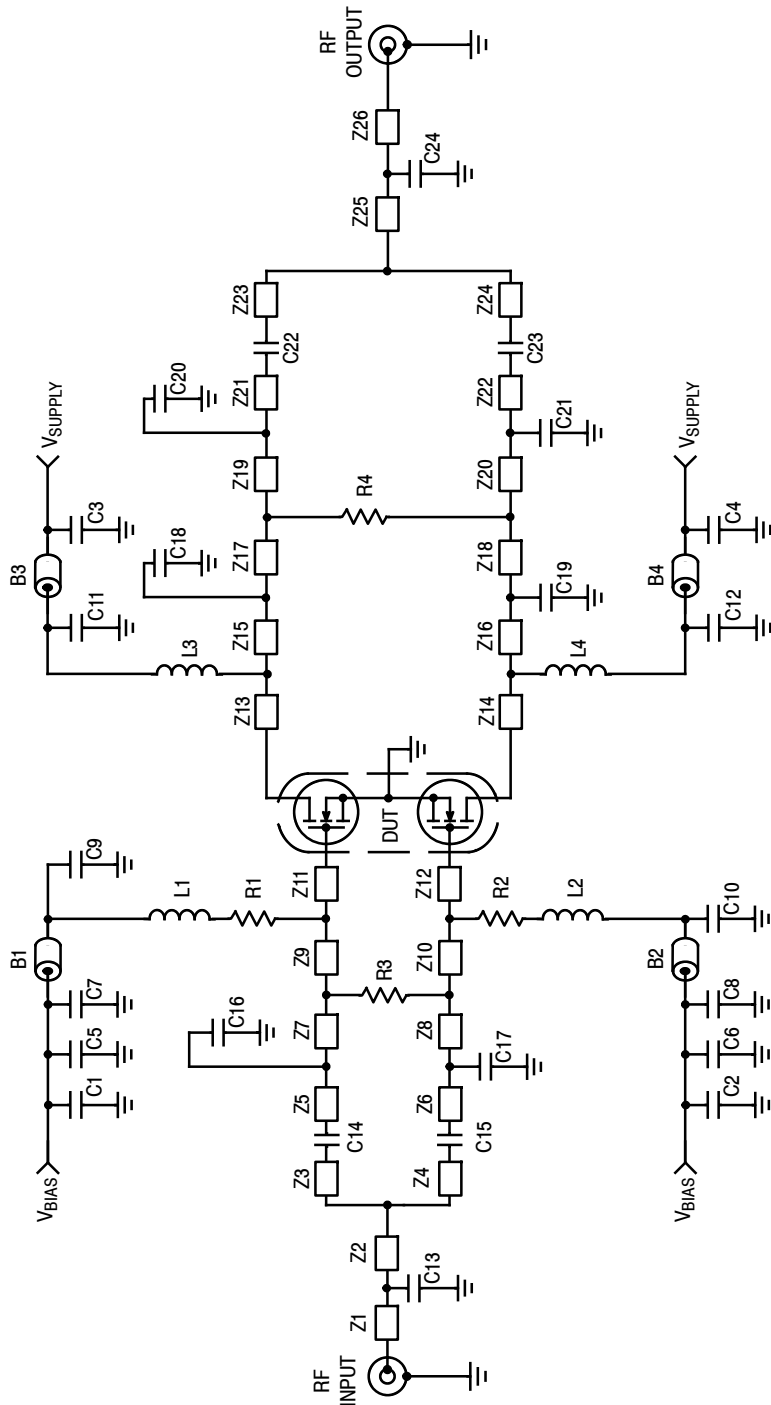 RF
INPUT
Z1
C13
Z2
Z3
C14
Z5
C16
Z7
Z9
Z11
Z4
C15
Z6
C17
Z8
R3
Z10
Z12
VBIAS
C1
C5
C7
B1
C9
L1
R1
VBIAS
C2
C6
C8
B2
C10
L2
R2
DUT
Z13
L3
C11
B3
C3
VSUPPLY
Z15
C18
Z17
Z19
C20
Z21
C22
Z23
R4
Z14
L4
C12
B4
C4
VSUPPLY
Z16
C19
Z18
Z20
C21
Z22
C23
Z24
Z25
C24
Z26
RF
OUTPUT